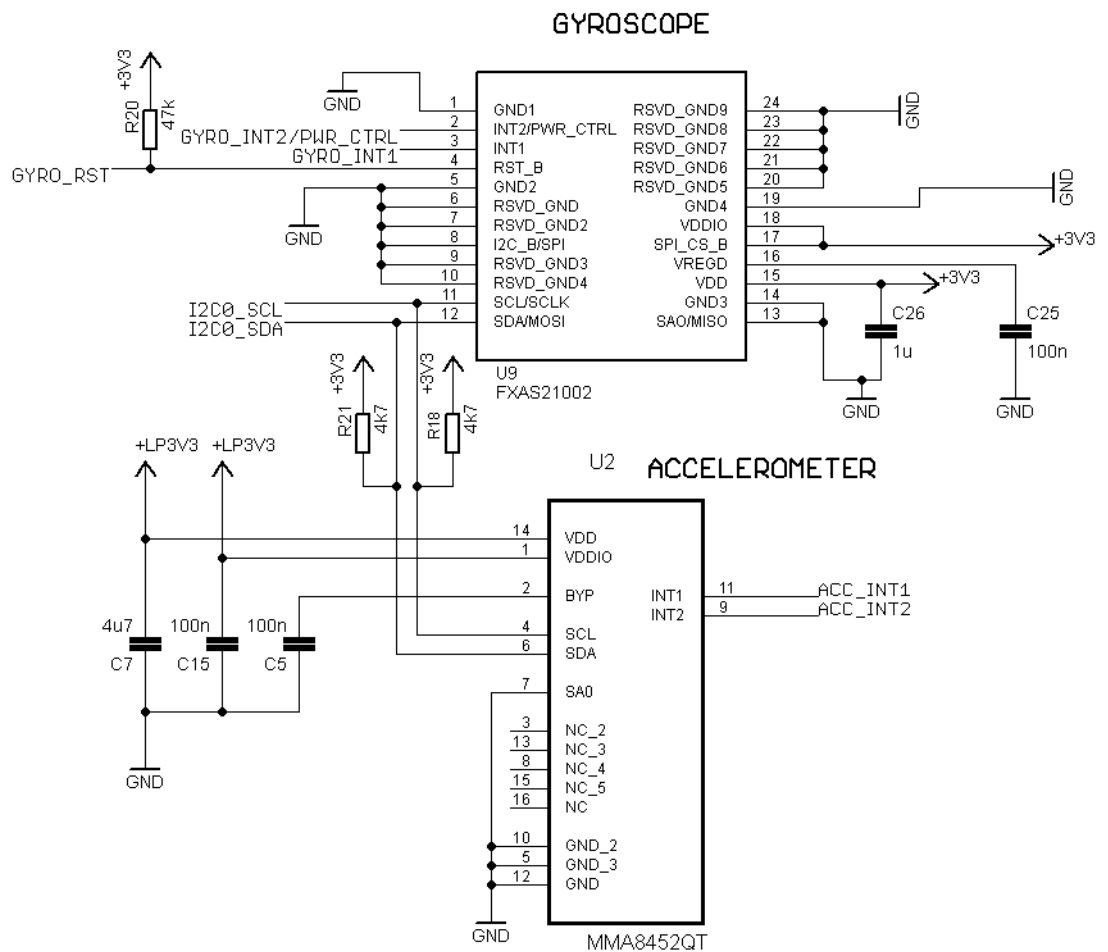 GYROSCOPE
+3V3
R20
47k
GND
GYRO_INT2/PWR_CTRL
GYRO_INT1
GYRO_RST
GND
I2C0_SCL
I2C0_SDA
1 GND1
2 INT2/PWR_CTRL
3 INT1
4 RST_B
5 GND2
6 RSVD_GND
7 RSVD_GND2
8 I2C_B/SPI
9 RSVD_GND3
10 RSVD_GND4
11 SCL/SCLK
12 SDA/MOSI
RSVD_GND9 24
RSVD_GND8 23
RSVD_GND7 22
RSVD_GND6 21
RSVD_GND5 20
GND4 19
VDDIO 18
SPI_CS_B 17
VREGD 16
VDD 15
GND3 14
SAO/MISO 13
GND
GND
+3V3
+3V3
C26
1u
C25
100n
GND
GND
U9
FXAS21002
+3V3
R21
4k7
+3V3
R18
4k7
+LP3V3
+LP3V3
U2
ACCELEROMETER
14 VDD
1 VDDIO
2 BYP
4 SCL
6 SDA
7 SA0
3 NC_2
13 NC_3
8 NC_4
15 NC_5
16 NC
10 GND_2
5 GND_3
12 GND
INT1 11 ACC_INT1
INT2 9 ACC_INT2
4u7
C7
100n
C15
100n
C5
GND
GND
MMA8452QT